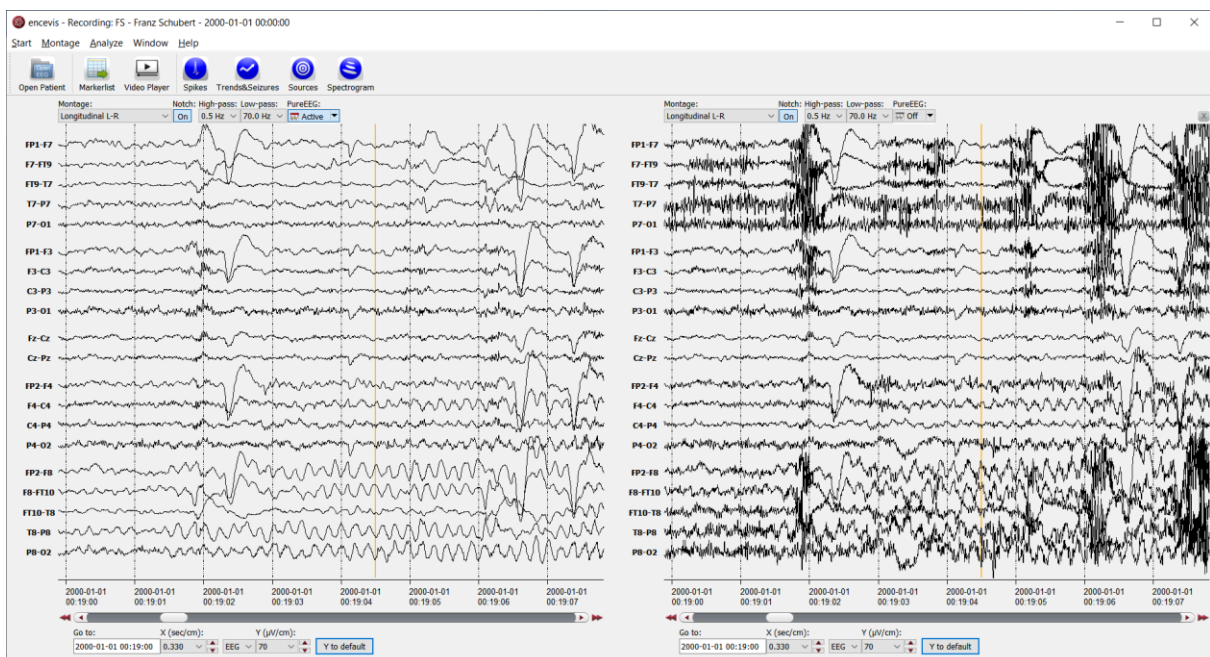 encevis - Recording: FS - Franz Schubert - 2000-01-01 00:00:00
Start Montage Analyze Window Help
Open EEG
Open Patient Markerlist Video Player Spikes Trends&Seizures Sources Spectrogram
Montage: Notch: High-pass: Low-pass: PureEEG:
Longitudinal L-R On 0.5 Hz 70.0 Hz Active
FP1-F7
F7-FT9
FT9-T7
T7-P7
P7-O1
FP1-F3
F3-C3
C3-P3
P3-O1
Fz-Cz
Cz-Pz
FP2-F4
F4-C4
C4-P4
P4-O2
FP2-F8
F8-FT10
FT10-T8
T8-P8
P8-O2
2000-01-01 2000-01-01 2000-01-01 2000-01-01 2000-01-01 2000-01-01 2000-01-01 2000-01-01
00:19:00 00:19:01 00:19:02 00:19:03 00:19:04 00:19:05 00:19:06 00:19:07
Go to: X (sec/cm): Y (µV/cm):
2000-01-01 00:19:00 0.330 EEG 70 Y to default
Montage: Notch: High-pass: Low-pass: PureEEG:
Longitudinal L-R On 0.5 Hz 70.0 Hz Off
FP1-F7
F7-FT9
FT9-T7
T7-P7
P7-O1
FP1-F3
F3-C3
C3-P3
P3-O1
Fz-Cz
Cz-Pz
FP2-F4
F4-C4
C4-P4
P4-O2
FP2-F8
F8-FT10
FT10-T8
T8-P8
P8-O2
2000-01-01 2000-01-01 2000-01-01 2000-01-01 2000-01-01 2000-01-01 2000-01-01 2000-01-01
00:19:00 00:19:01 00:19:02 00:19:03 00:19:04 00:19:05 00:19:06 00:19:07
Go to: X (sec/cm): Y (µV/cm):
2000-01-01 00:19:00 0.330 EEG 70 Y to default